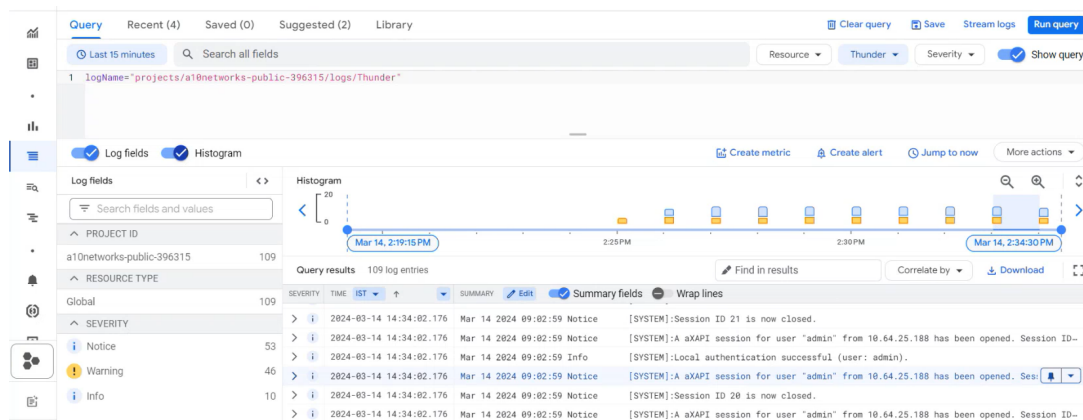 Query Recent (4) Saved (0) Suggested (2) Library Clear query Save Stream logs Run query
Last 15 minutes Search all fields Resource Thunder Severity Show query
1 logName="projects/a10networks-public-396315/logs/Thunder"
Log fields Histogram Create metric Create alert Jump to now More actions
Log fields Histogram
20
0
Search fields and values
Mar 14, 2:19:15 PM 2:25 PM 2:30 PM Mar 14, 2:34:30 PM
PROJECT ID
a10networks-public-396315 109
RESOURCE TYPE
Global 109
SEVERITY
Notice 53
Warning 46
Info 10
Query results 109 log entries Find in results Correlate by Download
SEVERITY TIME IST SUMMARY Edit Summary fields Wrap lines
2024-03-14 14:34:02.176 Mar 14 2024 09:02:59 Notice [SYSTEM]:Session ID 21 is now closed.
2024-03-14 14:34:02.176 Mar 14 2024 09:02:59 Notice [SYSTEM]:A aXAPI session for user "admin" from 10.64.25.188 has been opened. Session ID…
2024-03-14 14:34:02.176 Mar 14 2024 09:02:59 Info [SYSTEM]:Local authentication successful (user: admin).
2024-03-14 14:34:02.176 Mar 14 2024 09:02:59 Notice [SYSTEM]:A aXAPI session for user "admin" from 10.64.25.188 has been opened. Ses
2024-03-14 14:34:02.176 Mar 14 2024 09:02:59 Notice [SYSTEM]:Session ID 20 is now closed.
2024-03-14 14:34:02.176 Mar 14 2024 09:02:59 Notice [SYSTEM]:A aXAPI session for user "admin" from 10.64.25.188 has been opened. Session ID…